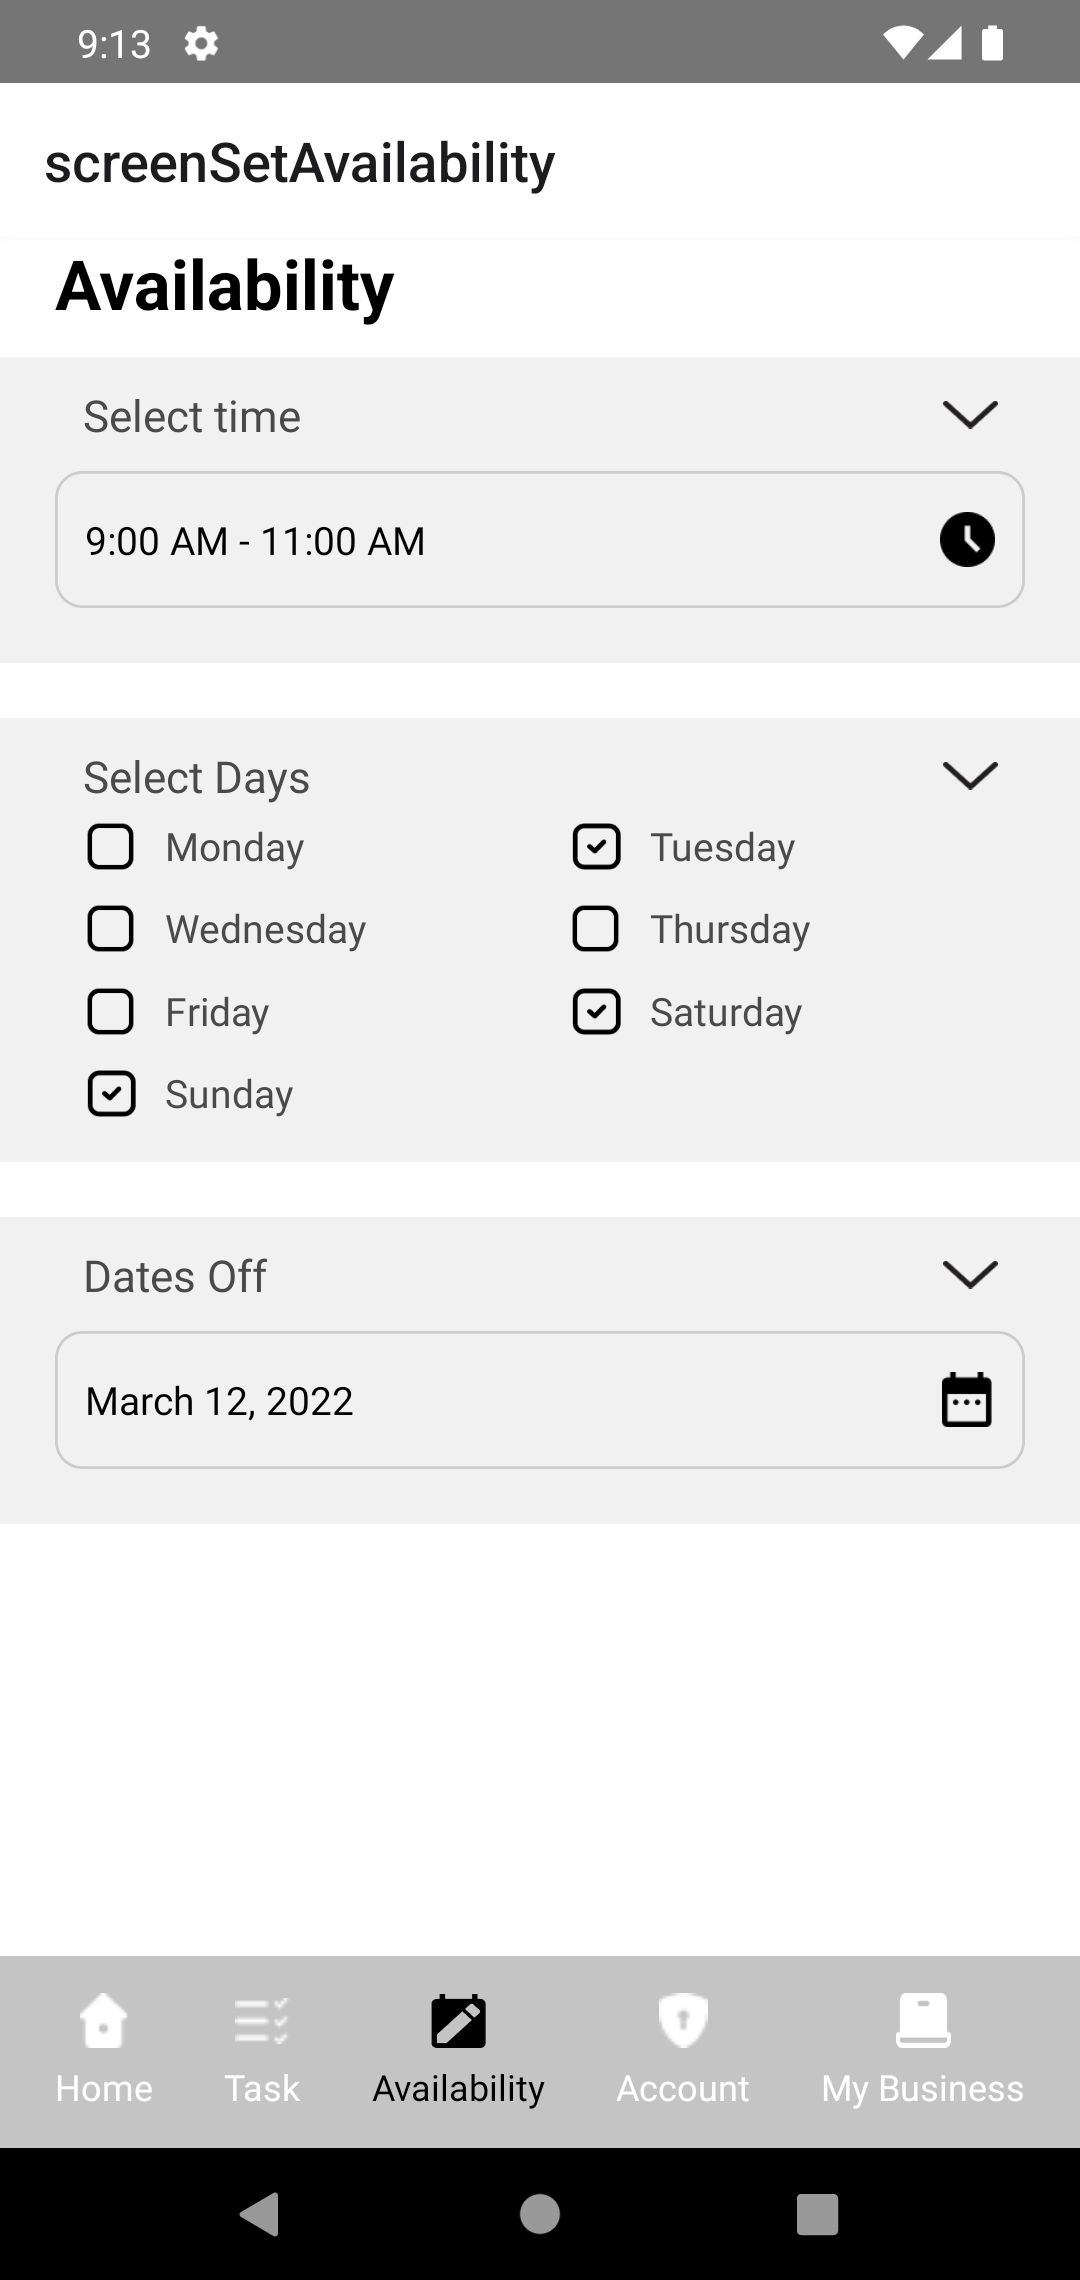 9:13
screenSetAvailability
Availability
Select time
9:00 AM - 11:00 AM
Select Days
Monday
Tuesday
Wednesday
Thursday
Friday
Saturday
Sunday
Dates Off
March 12, 2022
Home
Task
Availability
Account
My Business